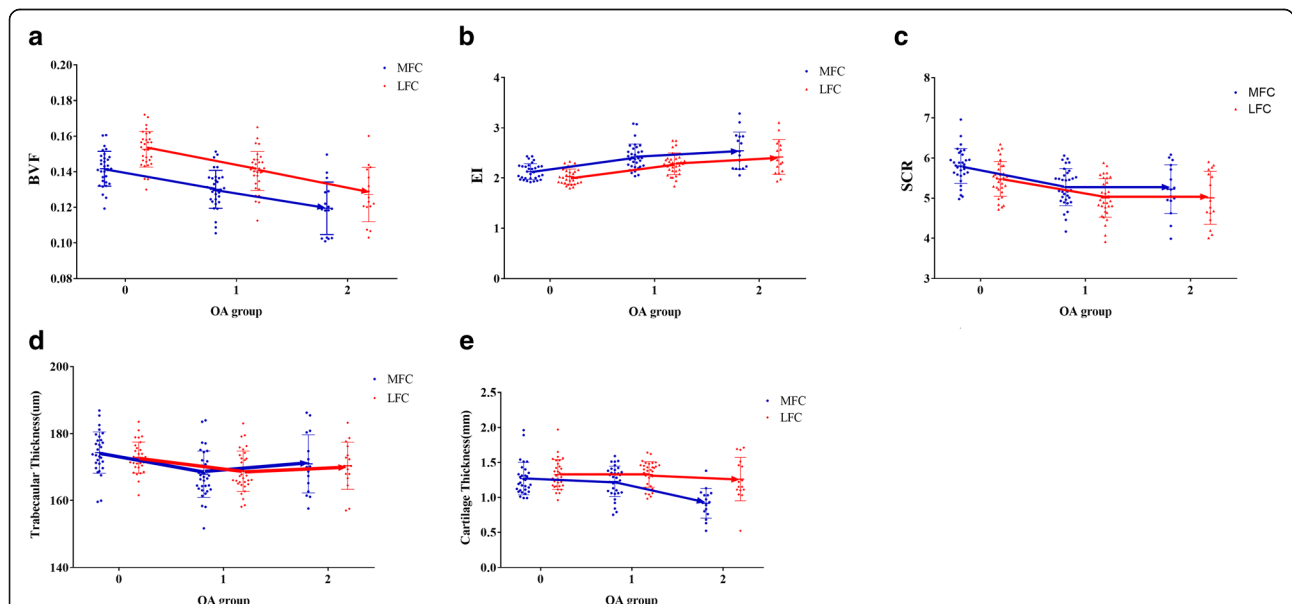 a
BVF
0.20
0.18
0.16
0.14
0.12
0.10
0.08
0
1
2
OA group
MFC
LFC
b
EI
4
3
2
1
0
0
1
2
OA group
MFC
LFC
c
SCR
8
7
6
5
4
3
0
1
2
OA group
MFC
LFC
d
Trabecaular Thickness(um)
200
180
160
140
0
1
2
OA group
MFC
LFC
e
Cartilage Thickness(mm)
2.5
2.0
1.5
1.0
0.5
0.0
0
1
2
OA group
MFC
LFC